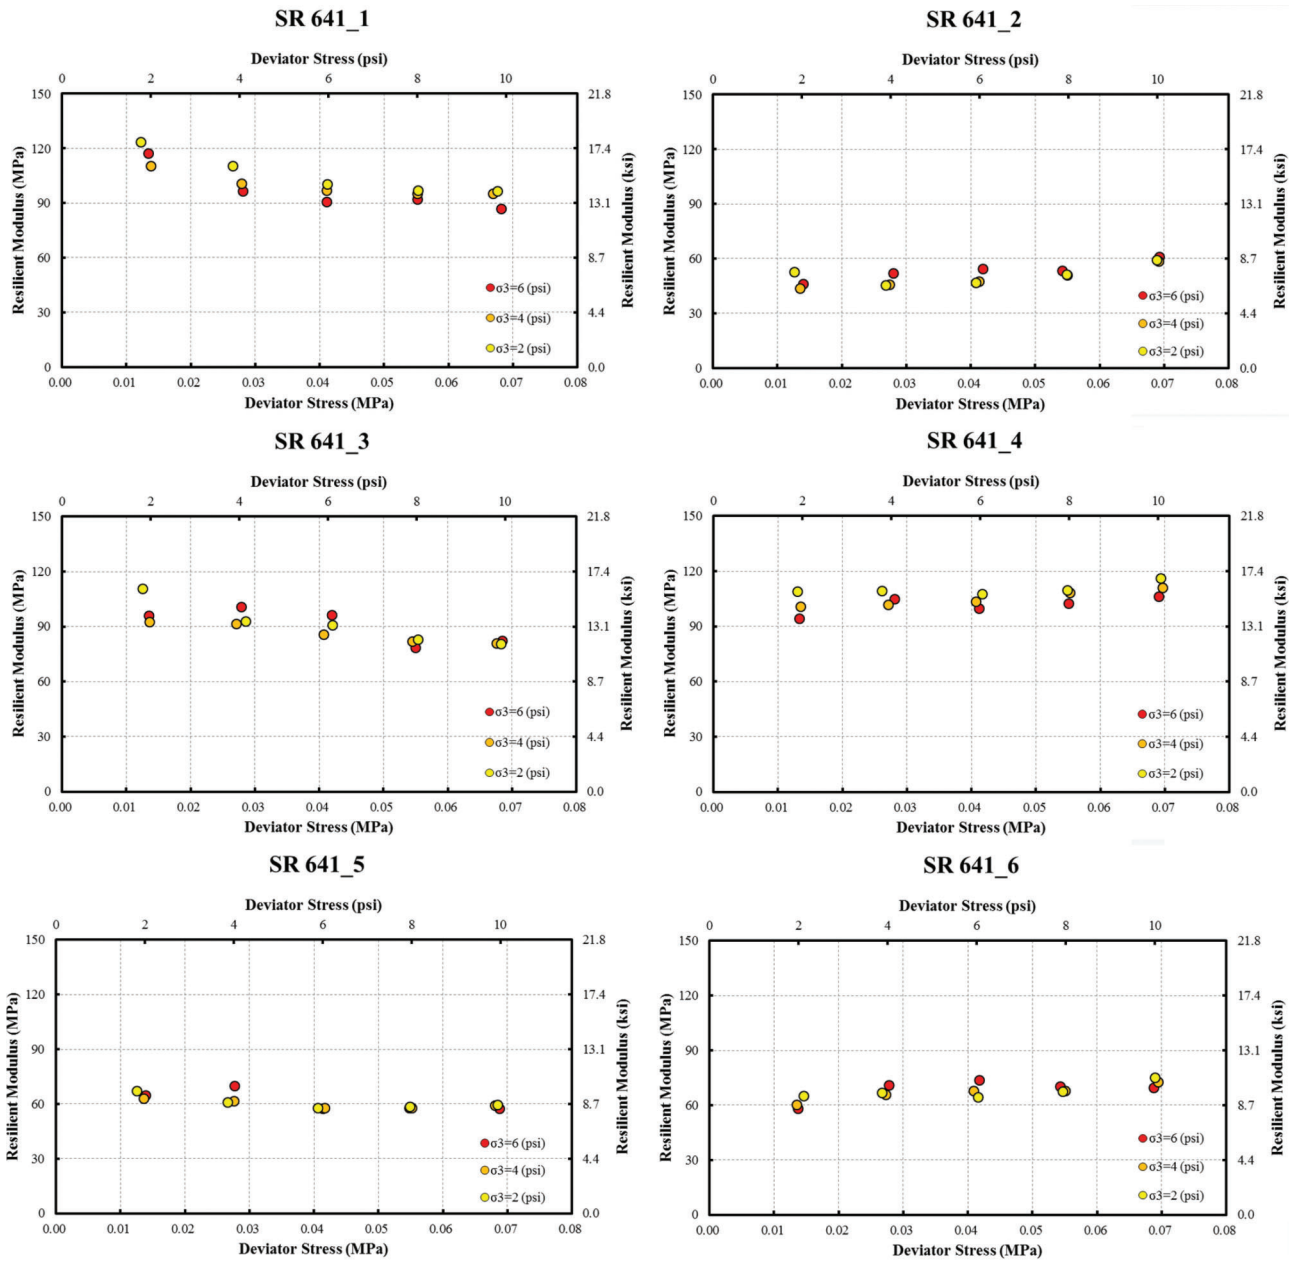 SR 641_1
Deviator Stress (psi)
0 2 4 6 8 10
150 21.8
120 17.4
90 13.1
60 8.7
30 4.4
0 0.0
Resilient Modulus (MPa)
Resilient Modulus (ksi)
σ3=6 (psi)
σ3=4 (psi)
σ3=2 (psi)
0.00 0.01 0.02 0.03 0.04 0.05 0.06 0.07 0.08
Deviator Stress (MPa)
SR 641_2
Deviator Stress (psi)
0 2 4 6 8 10
150 21.8
120 17.4
90 13.1
60 8.7
30 4.4
0 0.0
Resilient Modulus (MPa)
Resilient Modulus (ksi)
σ3=6 (psi)
σ3=4 (psi)
σ3=2 (psi)
0.00 0.01 0.02 0.03 0.04 0.05 0.06 0.07 0.08
Deviator Stress (MPa)
SR 641_3
Deviator Stress (psi)
0 2 4 6 8 10
150 21.8
120 17.4
90 13.1
60 8.7
30 4.4
0 0.0
Resilient Modulus (MPa)
Resilient Modulus (ksi)
σ3=6 (psi)
σ3=4 (psi)
σ3=2 (psi)
0.00 0.01 0.02 0.03 0.04 0.05 0.06 0.07 0.08
Deviator Stress (MPa)
SR 641_4
Deviator Stress (psi)
0 2 4 6 8 10
150 21.8
120 17.4
90 13.1
60 8.7
30 4.4
0 0.0
Resilient Modulus (MPa)
Resilient Modulus (ksi)
σ3=6 (psi)
σ3=4 (psi)
σ3=2 (psi)
0.00 0.01 0.02 0.03 0.04 0.05 0.06 0.07 0.08
Deviator Stress (MPa)
SR 641_5
Deviator Stress (psi)
0 2 4 6 8 10
150 21.8
120 17.4
90 13.1
60 8.7
30 4.4
0 0.0
Resilient Modulus (MPa)
Resilient Modulus (ksi)
σ3=6 (psi)
σ3=4 (psi)
σ3=2 (psi)
0.00 0.01 0.02 0.03 0.04 0.05 0.06 0.07 0.08
Deviator Stress (MPa)
SR 641_6
Deviator Stress (psi)
0 2 4 6 8 10
150 21.8
120 17.4
90 13.1
60 8.7
30 4.4
0 0.0
Resilient Modulus (MPa)
Resilient Modulus (ksi)
σ3=6 (psi)
σ3=4 (psi)
σ3=2 (psi)
0.00 0.01 0.02 0.03 0.04 0.05 0.06 0.07 0.08
Deviator Stress (MPa)